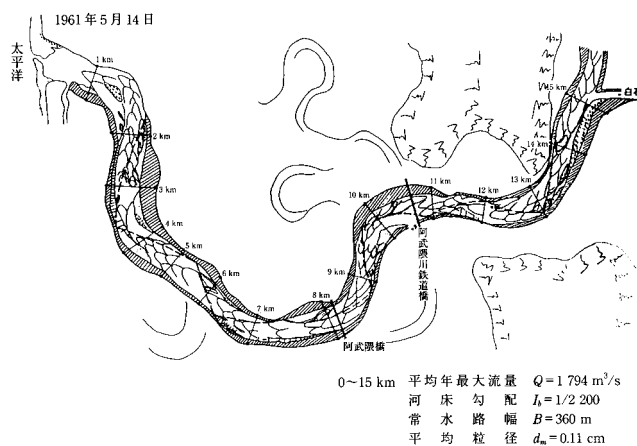 1961年5月14日
太平洋
1 km
2 km
3 km
4 km
5 km
6 km
7 km
8 km
阿武隈橋
9 km
10 km
阿武隈川鉄道橋
11 km
12 km
13 km
14 km
15 km
0～15 km 平均年最大流量 Q=1 794 m³/s
河床勾配 I_b=1/2 200
常水路幅 B=360 m
平均粒径 d_m=0.11 cm